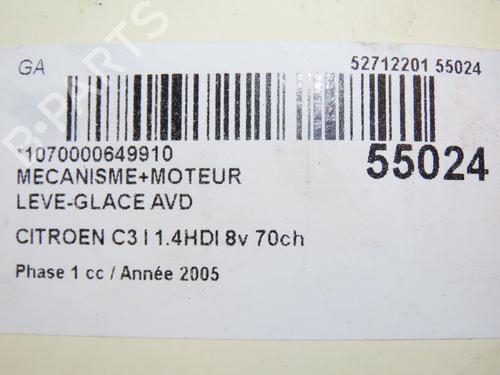 GA
52712201 55024
*1070000649910
55024
MECANISME+MOTEUR
LEVE-GLACE AVD
CITROEN C3 I 1.4HDI 8v 70ch
Phase 1 cc / Année 2005
B-PARTS